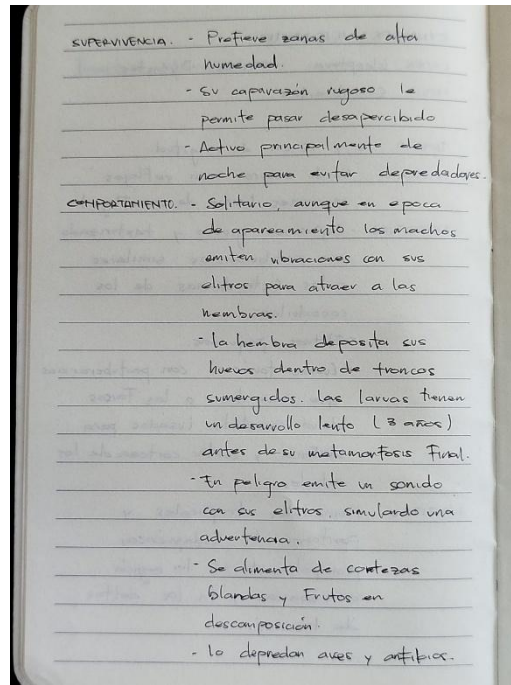 SUPERVIVENCIA. - Prefieve zonas de alta
humedad.
- Su caparazón rugoso le
permite pasar desapercibido
- Activo principalmente de
noche para evitar depredadores.
COMPORTAMIENTO. - Solitario, aunque en epoca
de apareamiento los machos
emiten vibraciones con sus
elitros para atraer a las
hembras.
- la hembra deposita sus
huevos dentro de troncos
sumergidos. las larvas tienen
un desarrollo lento (3 años)
antes de su metamorfosis Final.
- En peligro emite un sonido
con sus elitros, simulando una
advertencia.
- Se alimenta de cortezas
blandas y Frutos en
descomposición.
- lo depredan aves y anfibios.